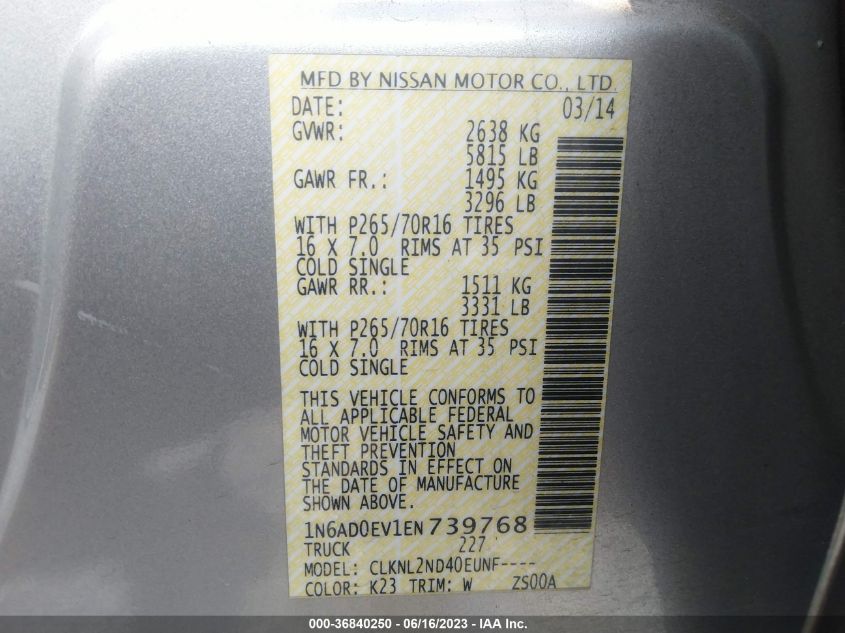 MFD BY NISSAN MOTOR CO., LTD.
DATE: 03/14
GVWR: 2638 KG
5815 LB
GAWR FR.: 1495 KG
3296 LB
WITH P265/70R16 TIRES
16 X 7.0 RIMS AT 35 PSI
COLD SINGLE
GAWR RR.: 1511 KG
3331 LB
WITH P265/70R16 TIRES
16 X 7.0 RIMS AT 35 PSI
COLD SINGLE
THIS VEHICLE CONFORMS TO
ALL APPLICABLE FEDERAL
MOTOR VEHICLE SAFETY AND
THEFT PREVENTION
STANDARDS IN EFFECT ON
THE DATE OF MANUFACTURE
SHOWN ABOVE.
1N6AD0EV1EN739768
TRUCK 227
MODEL: CLKNL2ND40EUNF----
COLOR: K23 TRIM: W ZS00A
000-36840250 - 06/16/2023 - IAA Inc.